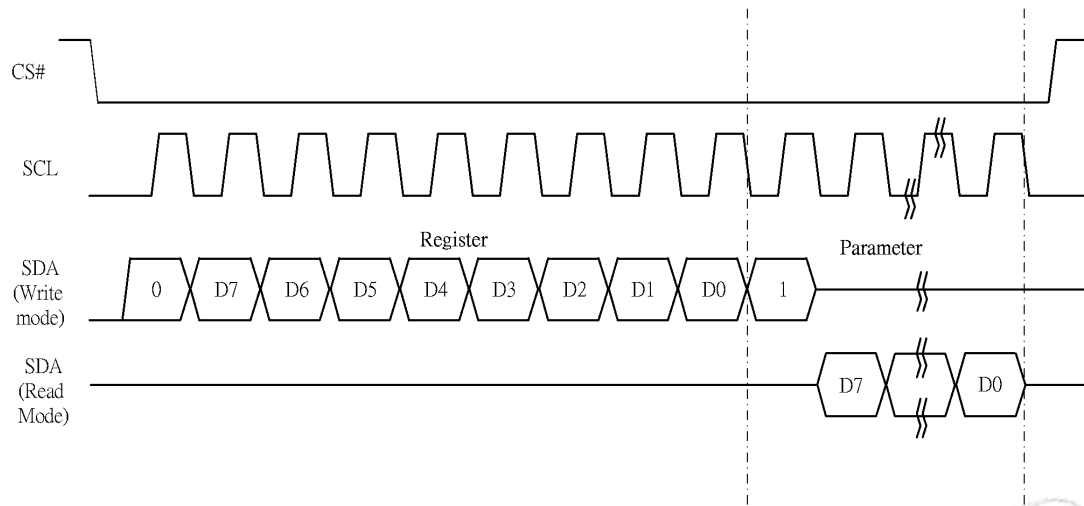 CS#
SCL
Register
Parameter
SDA
(Write
mode)
0 D7 D6 D5 D4 D3 D2 D1 D0 1
SDA
(Read
Mode)
D7 D0